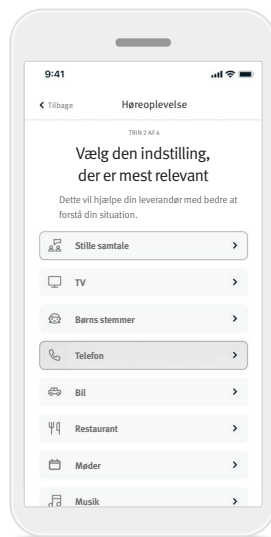 9:41
Tilbage
Høreoplevelse
TRIN 2 AF 4
Vælg den indstilling,
der er mest relevant
Dette vil hjælpe din leverandør med bedre at
forstå din situation.
Stille samtale
TV
Børns stemmer
Telefon
Bil
Restaurant
Møder
Musik